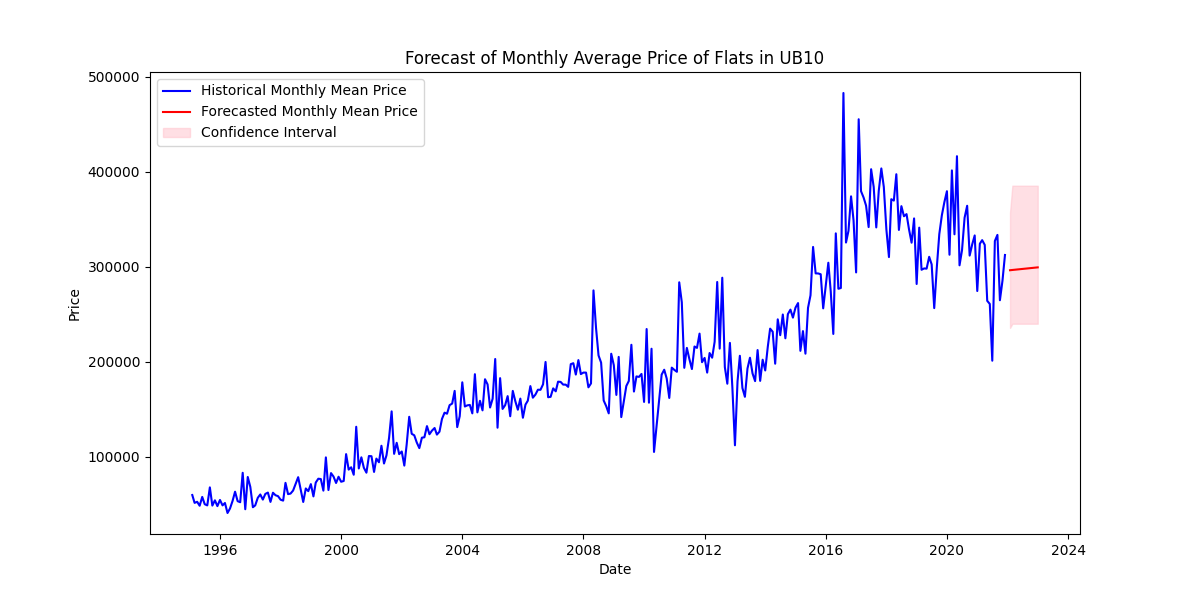 Forecast of Monthly Average Price of Flats in UB10
500000
400000
300000
200000
100000
Price
Historical Monthly Mean Price
Forecasted Monthly Mean Price
Confidence Interval
1996 2000 2004 2008 2012 2016 2020 2024
Date